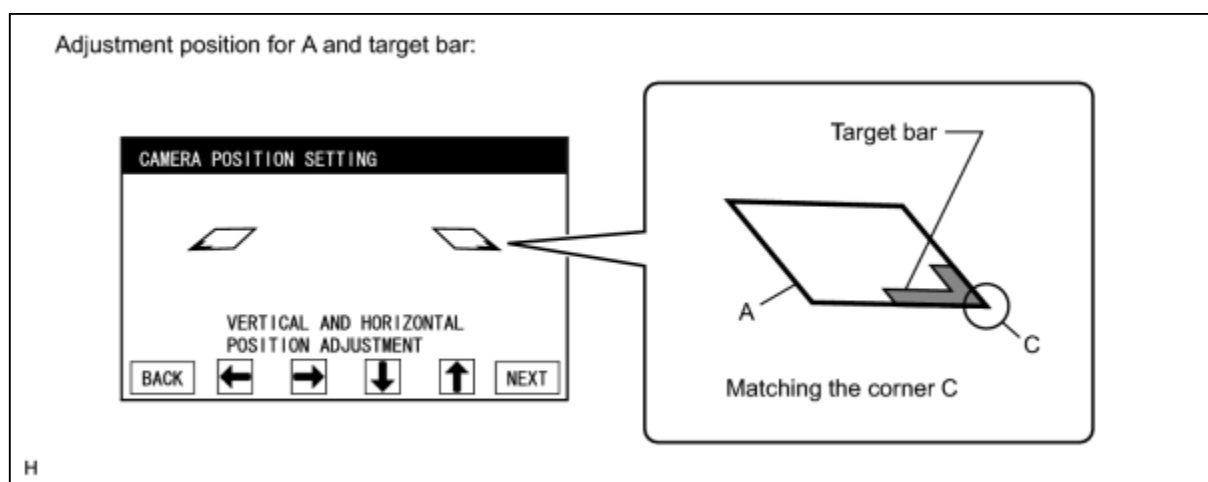 Adjustment position for A and target bar:
CAMERA POSITION SETTING
VERTICAL AND HORIZONTAL
POSITION ADJUSTMENT
BACK
NEXT
Target bar
A
C
Matching the corner C
H